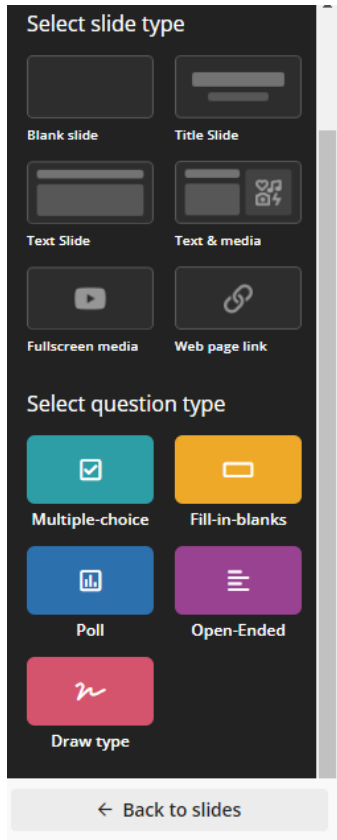 Select slide type
Blank slide
Title Slide
Text Slide
Text & media
Fullscreen media
Web page link
Select question type
Multiple-choice
Fill-in-blanks
Poll
Open-Ended
Draw type
← Back to slides